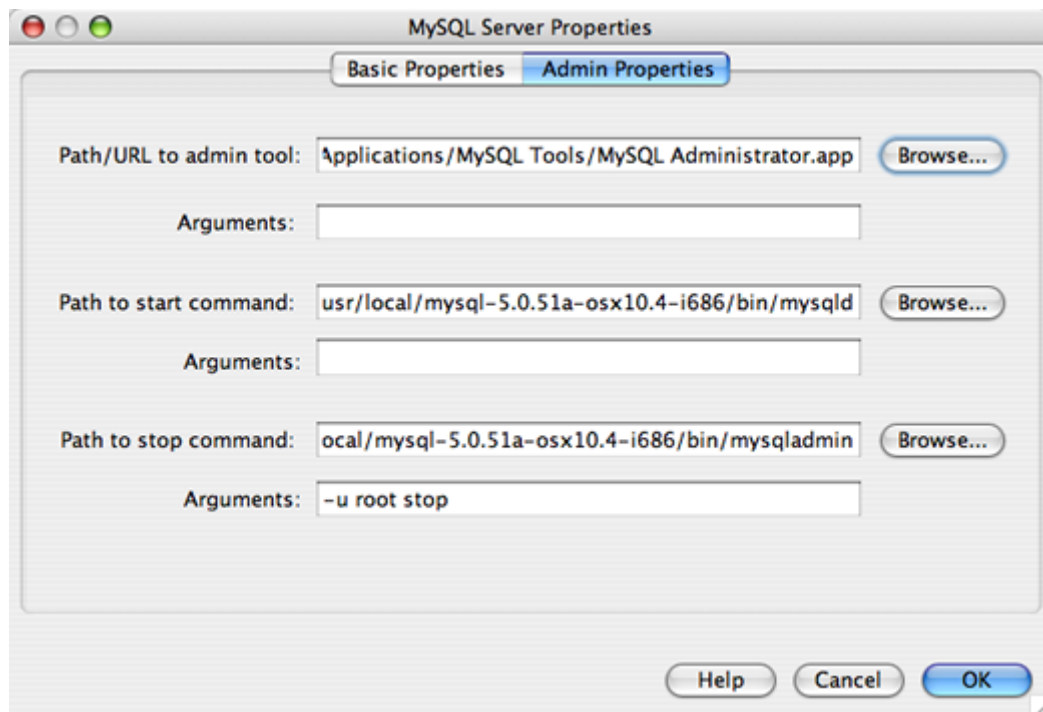 MySQL Server Properties
Basic Properties Admin Properties
Path/URL to admin tool: Applications/MySQL Tools/MySQL Administrator.app Browse...
Arguments:
Path to start command: usr/local/mysql-5.0.51a-osx10.4-i686/bin/mysqld Browse...
Arguments:
Path to stop command: ocal/mysql-5.0.51a-osx10.4-i686/bin/mysqladmin Browse...
Arguments: -u root stop
Help Cancel OK